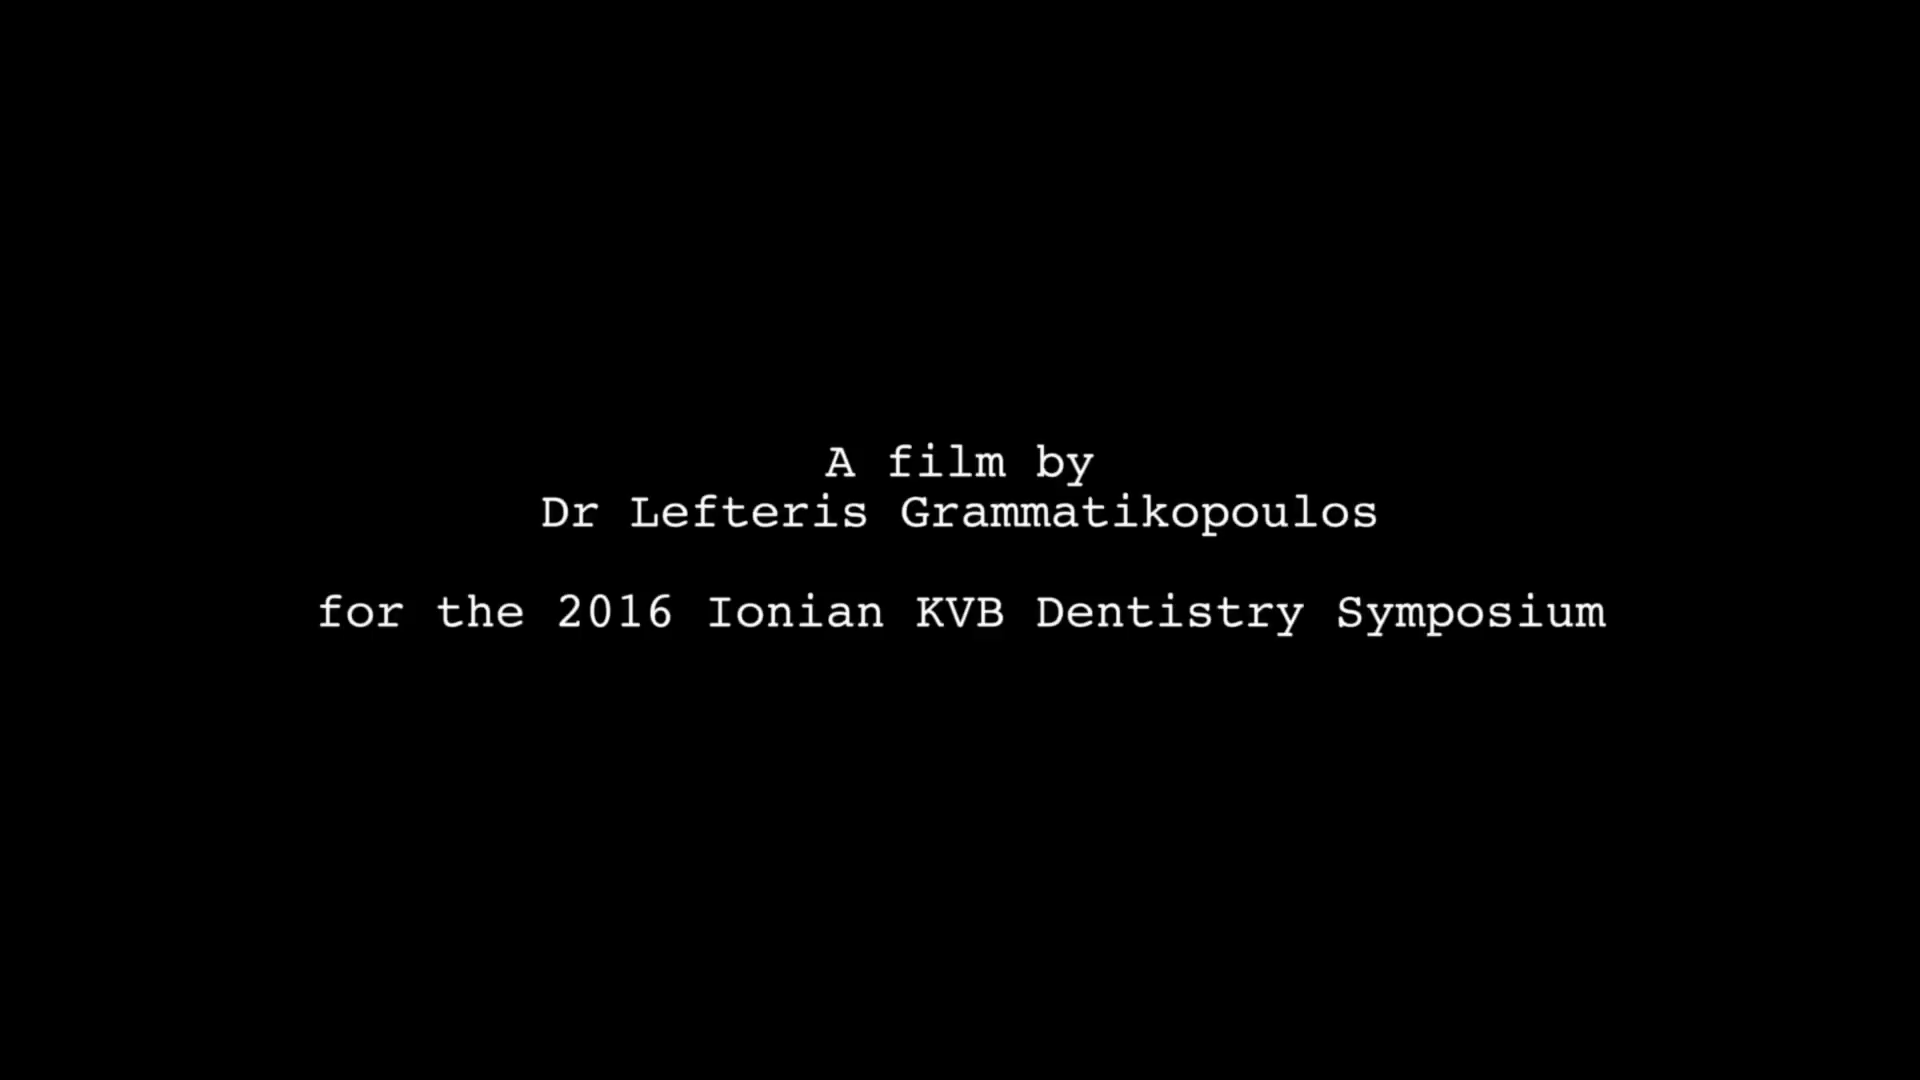 A film by
Dr Lefteris Grammatikopoulos
for the 2016 Ionian KVB Dentistry Symposium